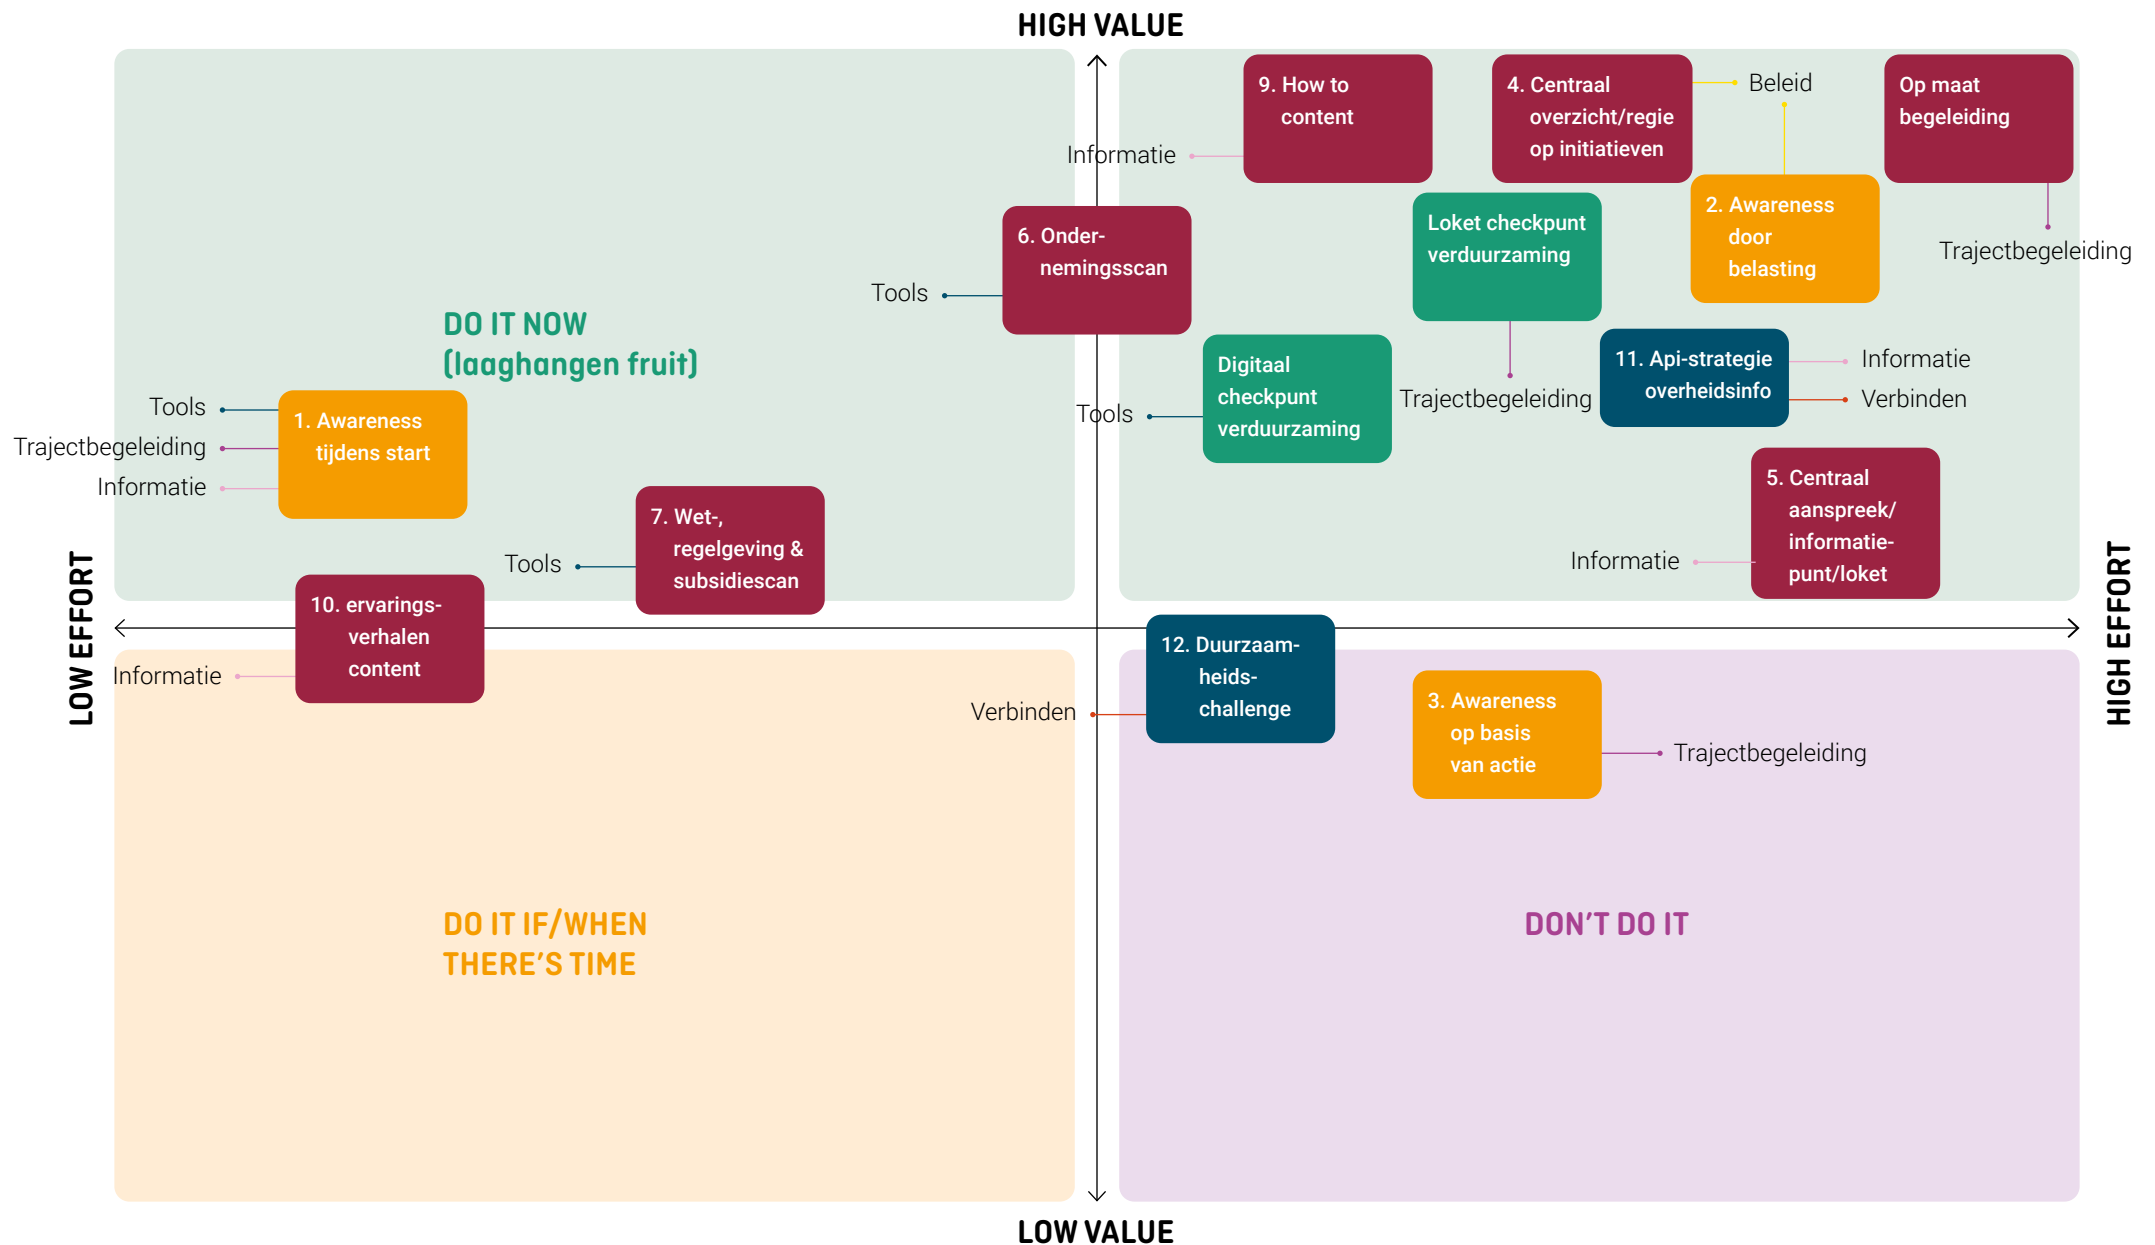 HIGH VALUE
9. How to
content
Informatie
4. Centraal
overzicht/regie
op initiatieven
Beleid
Op maat
begeleiding
Trajectbegeleiding
2. Awareness
door
belasting
Loket checkpunt
verduurzaming
Trajectbegeleiding
6. Onder-
nemingsscan
Tools
DO IT NOW
(laaghangen fruit)
Digitaal
checkpunt
verduurzaming
Tools
11. Api-strategie
overheidsinfo
Informatie
Verbinden
Tools
Trajectbegeleiding
Informatie
1. Awareness
tijdens start
7. Wet-,
regelgeving &
subsidiescan
Tools
5. Centraal
aanspreek/
informatie-
punt/loket
Informatie
LOW EFFORT
HIGH EFFORT
10. ervarings-
verhalen
content
Informatie
12. Duurzaam-
heids-
challenge
Verbinden
3. Awareness
op basis
van actie
Trajectbegeleiding
DO IT IF/WHEN
THERE'S TIME
DON'T DO IT
LOW VALUE